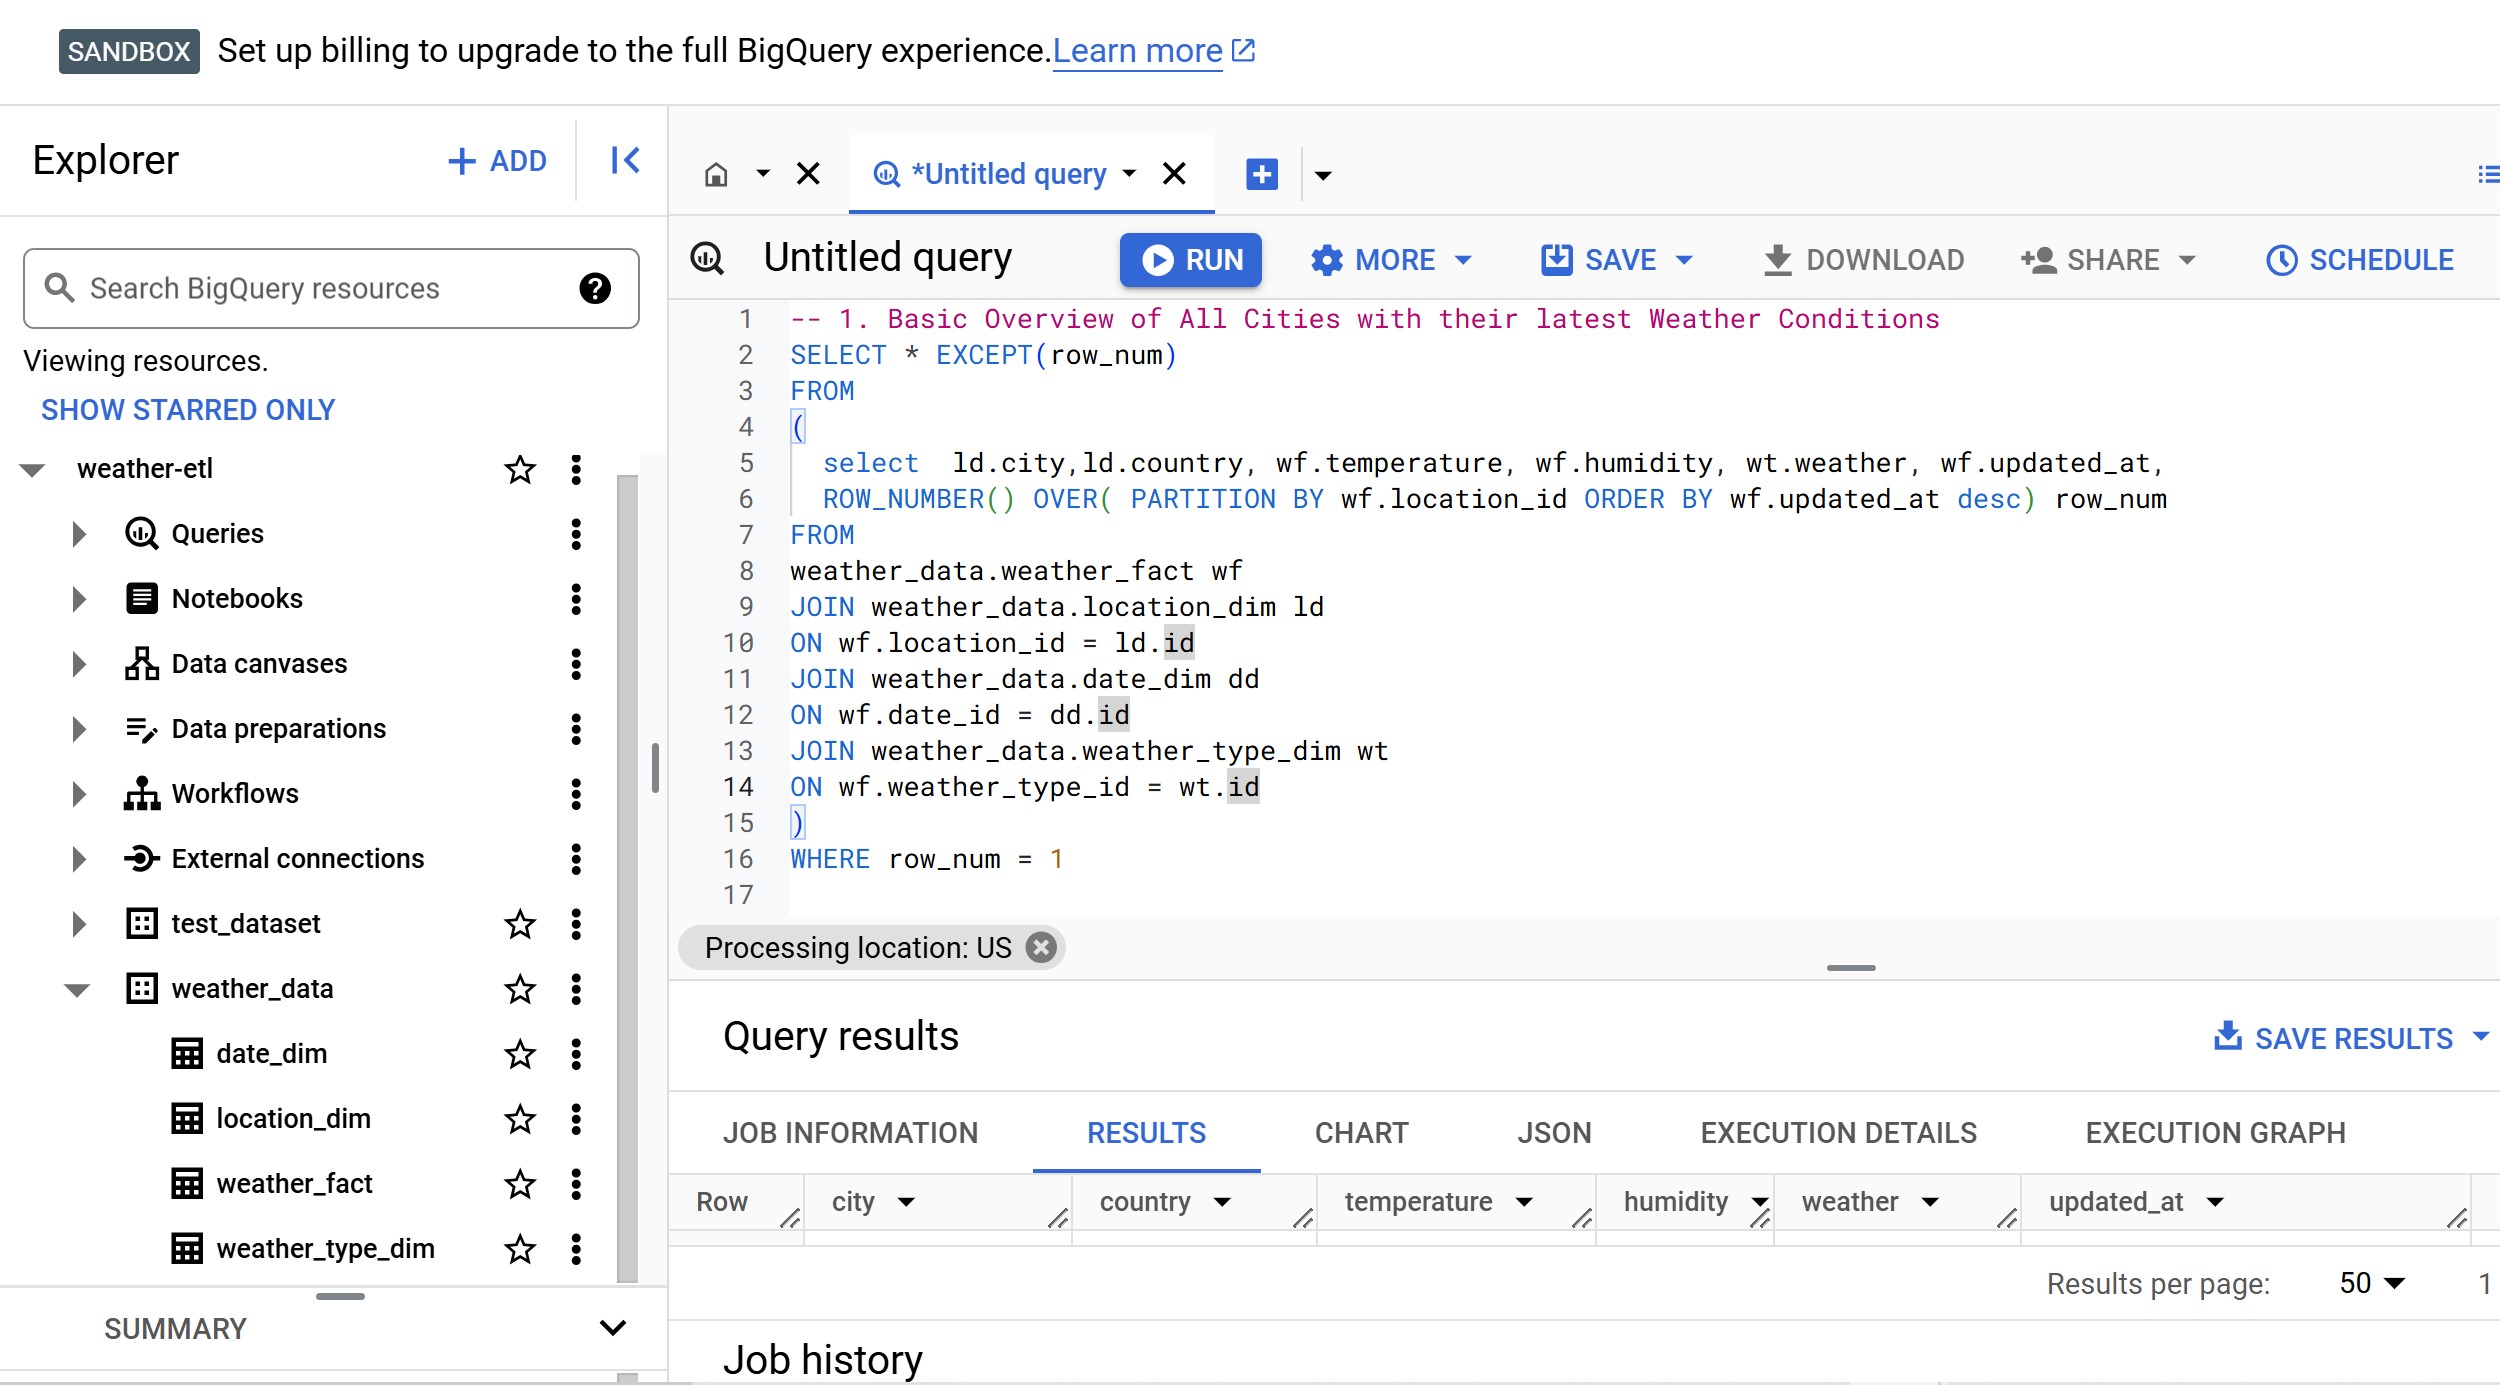 SANDBOX Set up billing to upgrade to the full BigQuery experience. Learn more
Explorer
ADD
Search BigQuery resources
Viewing resources.
SHOW STARRED ONLY
weather-etl
Queries
Notebooks
Data canvases
Data preparations
Workflows
External connections
test_dataset
weather_data
date_dim
location_dim
weather_fact
weather_type_dim
SUMMARY
*Untitled query
Untitled query RUN MORE SAVE DOWNLOAD SHARE SCHEDULE
1 -- 1. Basic Overview of All Cities with their latest Weather Conditions
2 SELECT * EXCEPT(row_num)
3 FROM
4 (
5 select  ld.city,ld.country, wf.temperature, wf.humidity, wt.weather, wf.updated_at,
6 ROW_NUMBER() OVER( PARTITION BY wf.location_id ORDER BY wf.updated_at desc) row_num
7 FROM
8 weather_data.weather_fact wf
9 JOIN weather_data.location_dim ld
10 ON wf.location_id = ld.id
11 JOIN weather_data.date_dim dd
12 ON wf.date_id = dd.id
13 JOIN weather_data.weather_type_dim wt
14 ON wf.weather_type_id = wt.id
15 )
16 WHERE row_num = 1
17
Processing location: US
Query results
SAVE RESULTS
JOB INFORMATION RESULTS CHART JSON EXECUTION DETAILS EXECUTION GRAPH
Row city country temperature humidity weather updated_at
Results per page: 50 1
Job history